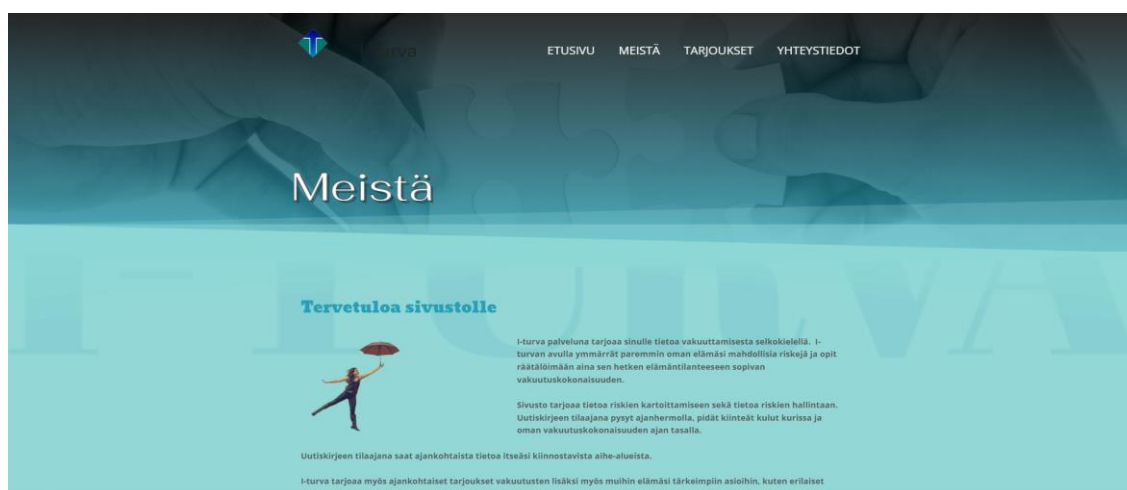 I-turva
ETUSIVU MEISTÄ TARJOUKSET YHTEYSTIEDOT
Meistä
I-TURVA
Tervetuloa sivustolle
I-turva palveluna tarjoaa sinulle tietoa vakuuttamisesta selkokielellä. I-
turvan avulla ymmärrät paremmin oman elämäsi mahdollisia riskejä ja opit
räätälöimään aina sen hetken elämäntilanteeseen sopivan
vakuutuskokonaisuuden.
Sivusto tarjoaa tietoa riskien kartoittamiseen sekä tietoa riskien hallintaan.
Uutiskirjeen tilaajana pysyt ajanhermolla, pidät kiinteät kulut kurissa ja
oman vakuutuskokonaisuuden ajan tasalla.
Uutiskirjeen tilaajana saat ajankohtaista tietoa itseäsi kiinnostavista aihe-alueista.
I-turva tarjoaa myös ajankohtaiset tarjoukset vakuutusten lisäksi myös muihin elämäsi tärkeimpiin asioihin, kuten erilaiset